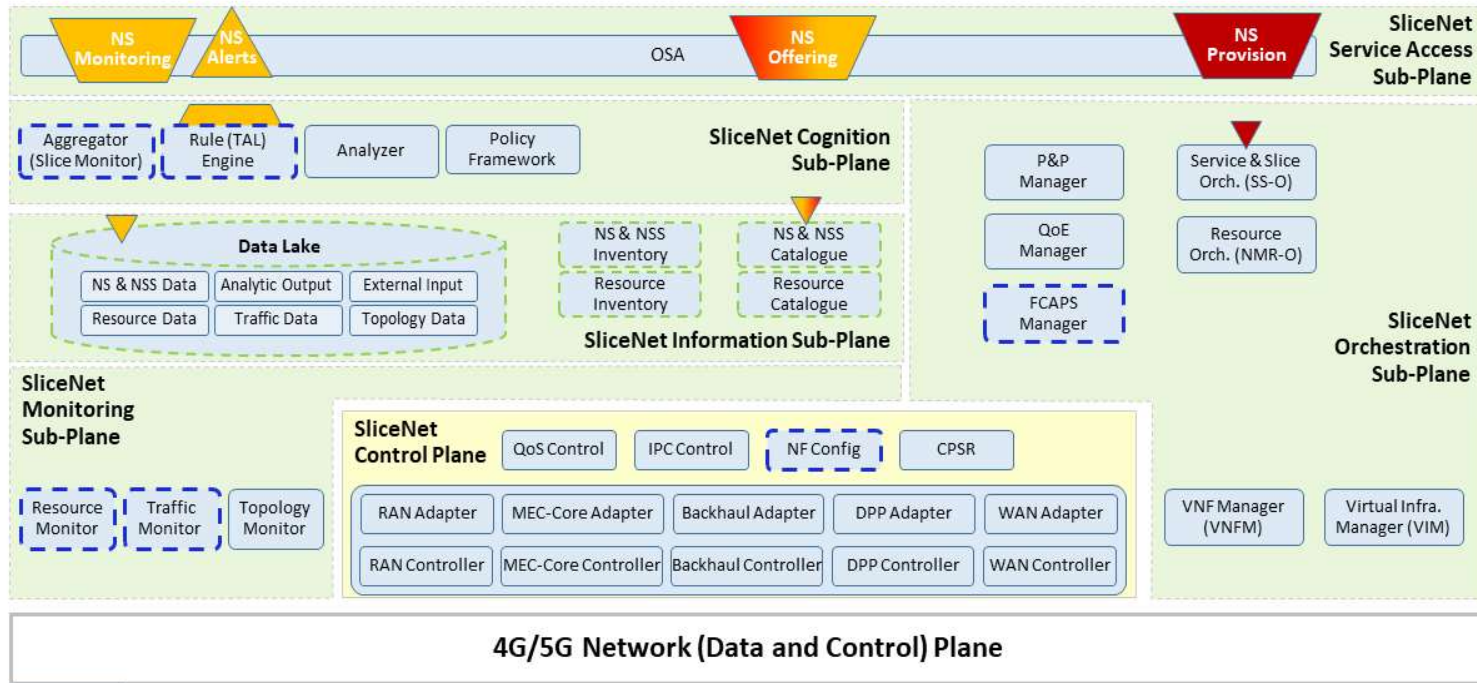 NS
Monitoring
NS
Alerts
OSA
NS
Offering
NS
Provision
SliceNet
Service Access
Sub-Plane
Aggregator
(Slice Monitor)
Rule (TAL)
Engine
Analyzer
Policy
Framework
SliceNet Cognition
Sub-Plane
P&P
Manager
Service & Slice
Orch. (SS-O)
Data Lake
NS & NSS Data
Analytic Output
External Input
Resource Data
Traffic Data
Topology Data
NS & NSS
Inventory
NS & NSS
Catalogue
Resource
Inventory
Resource
Catalogue
SliceNet Information Sub-Plane
QoE
Manager
Resource
Orch. (NMR-O)
FCAPS
Manager
SliceNet
Orchestration
Sub-Plane
SliceNet
Monitoring
Sub-Plane
Resource
Monitor
Traffic
Monitor
Topology
Monitor
SliceNet
Control Plane
QoS Control
IPC Control
NF Config
CPSR
RAN Adapter
MEC-Core Adapter
Backhaul Adapter
DPP Adapter
WAN Adapter
RAN Controller
MEC-Core Controller
Backhaul Controller
DPP Controller
WAN Controller
VNF Manager
(VNFM)
Virtual Infra.
Manager (VIM)
4G/5G Network (Data and Control) Plane